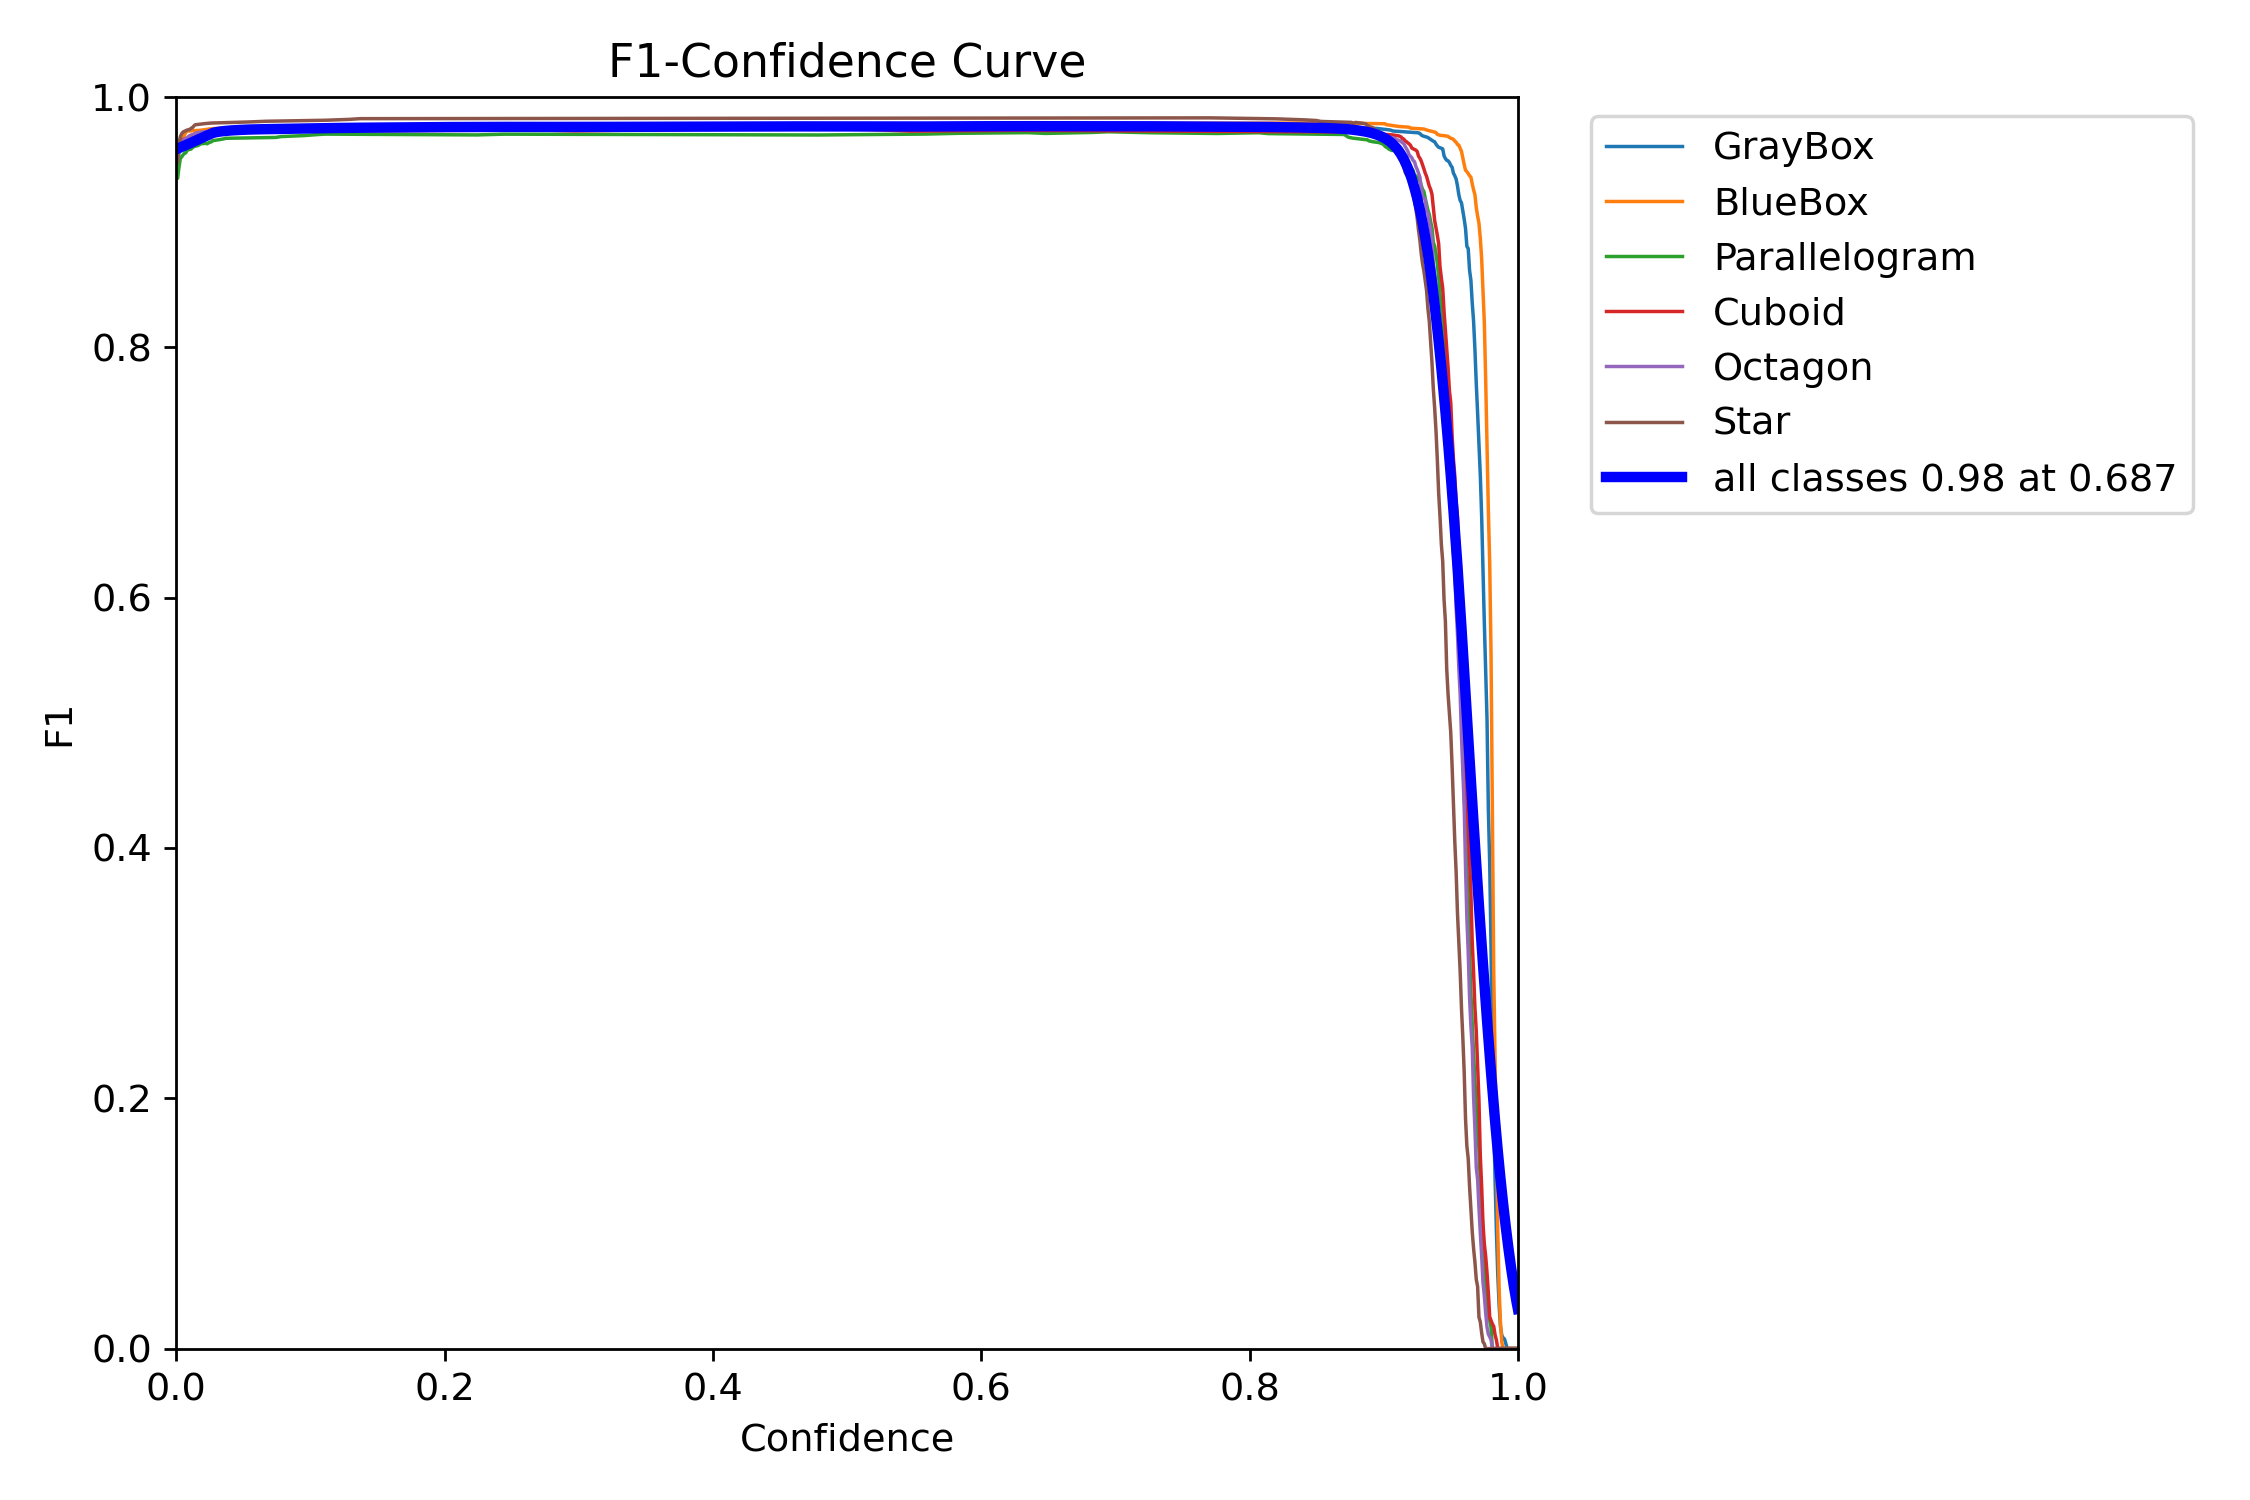 F1-Confidence Curve
1.0
0.8
0.6
0.4
0.2
0.0
F1
0.0 0.2 0.4 0.6 0.8 1.0
Confidence
GrayBox
BlueBox
Parallelogram
Cuboid
Octagon
Star
all classes 0.98 at 0.687